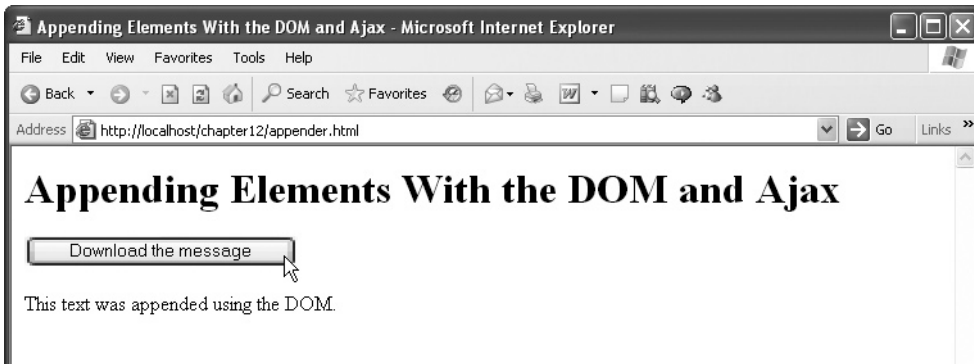 Appending Elements With the DOM and Ajax - Microsoft Internet Explorer
File Edit View Favorites Tools Help
Back Search Favorites W
Address http://localhost/chapter12/appender.html Go Links »
Appending Elements With the DOM and Ajax
Download the message
This text was appended using the DOM.